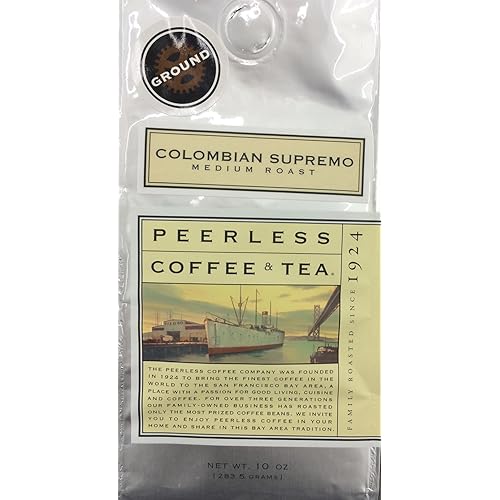 GROUND
COLOMBIAN SUPREMO
MEDIUM ROAST
PEERLESS
COFFEE & TEA®
FAMILY ROASTED SINCE 1924
THE PEERLESS COFFEE COMPANY WAS FOUNDED
IN 1924 TO BRING THE FINEST COFFEE IN THE
WORLD TO THE SAN FRANCISCO BAY AREA, A
PLACE WITH A PASSION FOR GOOD LIVING, CUISINE
AND COFFEE. FOR OVER THREE GENERATIONS
OUR FAMILY-OWNED BUSINESS HAS ROASTED
ONLY THE MOST PRIZED COFFEE BEANS. WE INVITE
YOU TO ENJOY PEERLESS COFFEE IN YOUR
HOME AND SHARE IN THIS BAY AREA TRADITION.
NET WT. 10 OZ
[283.5 GRAMS]